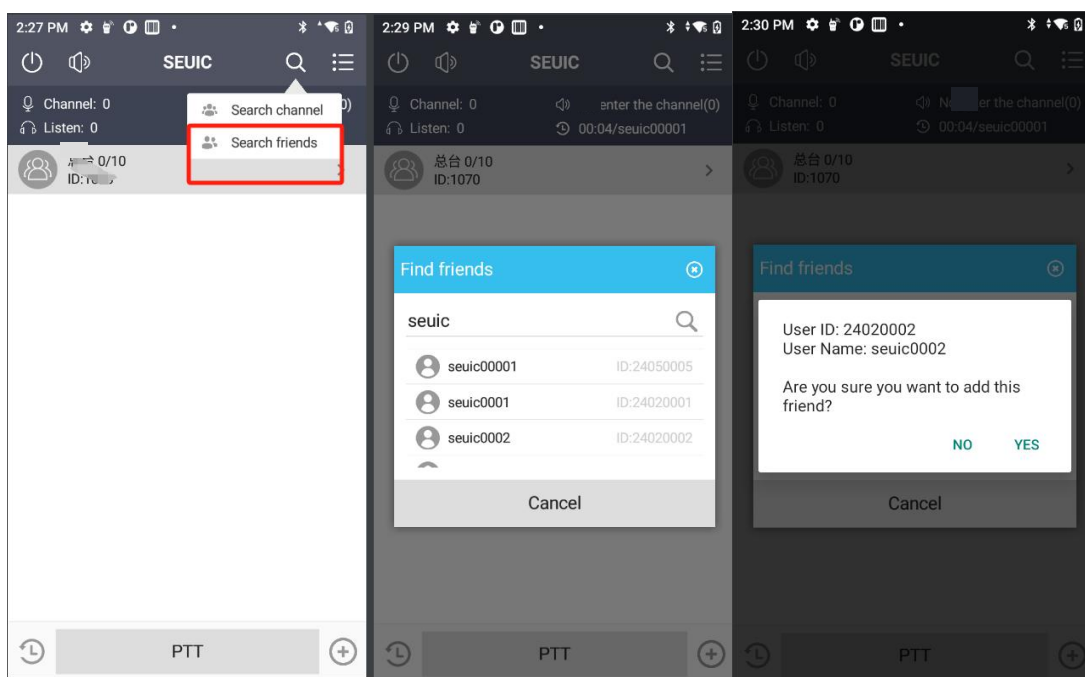 2:27 PM
SEUIC
Channel: 0
Listen: 0
0)
Search channel
Search friends
0/10
ID:
PTT
2:29 PM
SEUIC
Channel: 0
enter the channel(0)
Listen: 0
00:04/seuic00001
总台 0/10
ID:1070
Find friends
seuic
seuic00001 ID:24050005
seuic0001 ID:24020001
seuic0002 ID:24020002
Cancel
PTT
2:30 PM
SEUIC
Channel: 0
er the channel(0)
Listen: 0
00:04/seuic00001
总台 0/10
ID:1070
Find friends
User ID: 24020002
User Name: seuic0002
Are you sure you want to add this
friend?
NO YES
Cancel
PTT